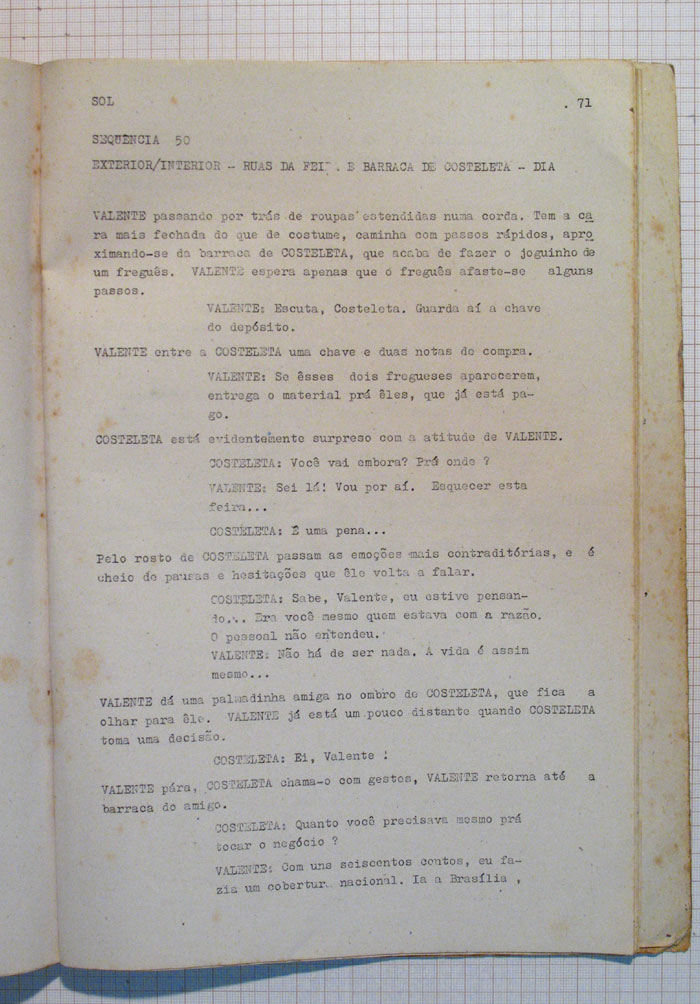 SOL . 71
SEQUÊNCIA 50
EXTERIOR/INTERIOR - RUAS DA E BARRACA DE COSTELETA - DIA
VALENTE passando por trás de roupas estendidas numa corda. Tem a ca
ra mais fechada do que de costume, caminha com passos rápidos, apro
ximando-se da barraca de COSTELETA, que acaba de fazer o joguinho de
um freguês. VALENTE espera apenas que o freguês afaste-se alguns
passos.
VALENTE: Escuta, Costeleta. Guarda aí a chave
do depósito.
VALENTE entre a COSTELETA uma chave e duas notas de compra.
VALENTE: Se êsses dois fregueses aparecerem,
entrega o material prá êles, que já está pa-
go.
COSTELETA está evidentemente surpreso com a atitude de VALENTE.
COSTELETA: Você vai embora? Prá onde ?
VALENTE: Sei lá! Vou por aí. Esquecer esta
feira...
COSTELETA: É uma pena...
Pelo rosto de COSTELETA passam as emoções mais contraditórias, e é
cheio de pausas e hesitações que êle volta a falar.
COSTELETA: Sabe, Valente, eu estive pensan-
do... Era você mesmo quem estava com a razão.
O pessoal não entendeu.
VALENTE: Não há de ser nada. A vida é assim
mesmo...
VALENTE dá uma palmadinha amiga no ombro de COSTELETA, que fica a
olhar para êle. VALENTE já está um pouco distante quando COSTELETA
toma uma decisão.
COSTELETA: Ei, Valente !
VALENTE pára, COSTELETA chama-o com gestos, VALENTE retorna até a
barraca do amigo.
COSTELETA: Quanto você precisava mesmo prá
tocar o negócio ?
VALENTE: Com uns seiscentos contos, eu fa-
zia um nacional. Ia a Brasília ,